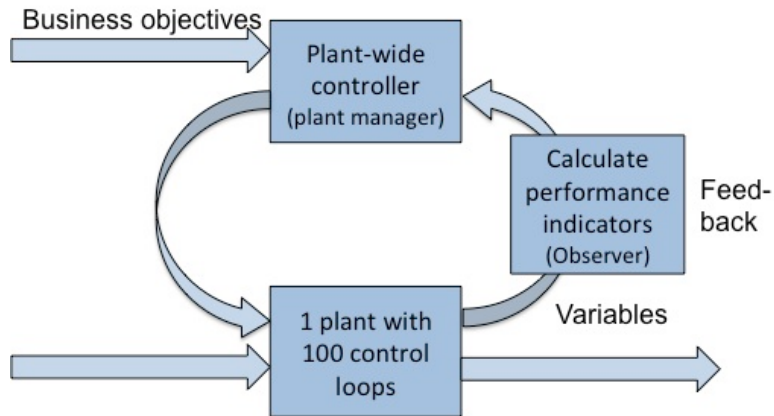 Business objectives
Plant-wide
controller
(plant manager)
Calculate
performance
indicators
(Observer)
Feed-
back
Variables
1 plant with
100 control
loops